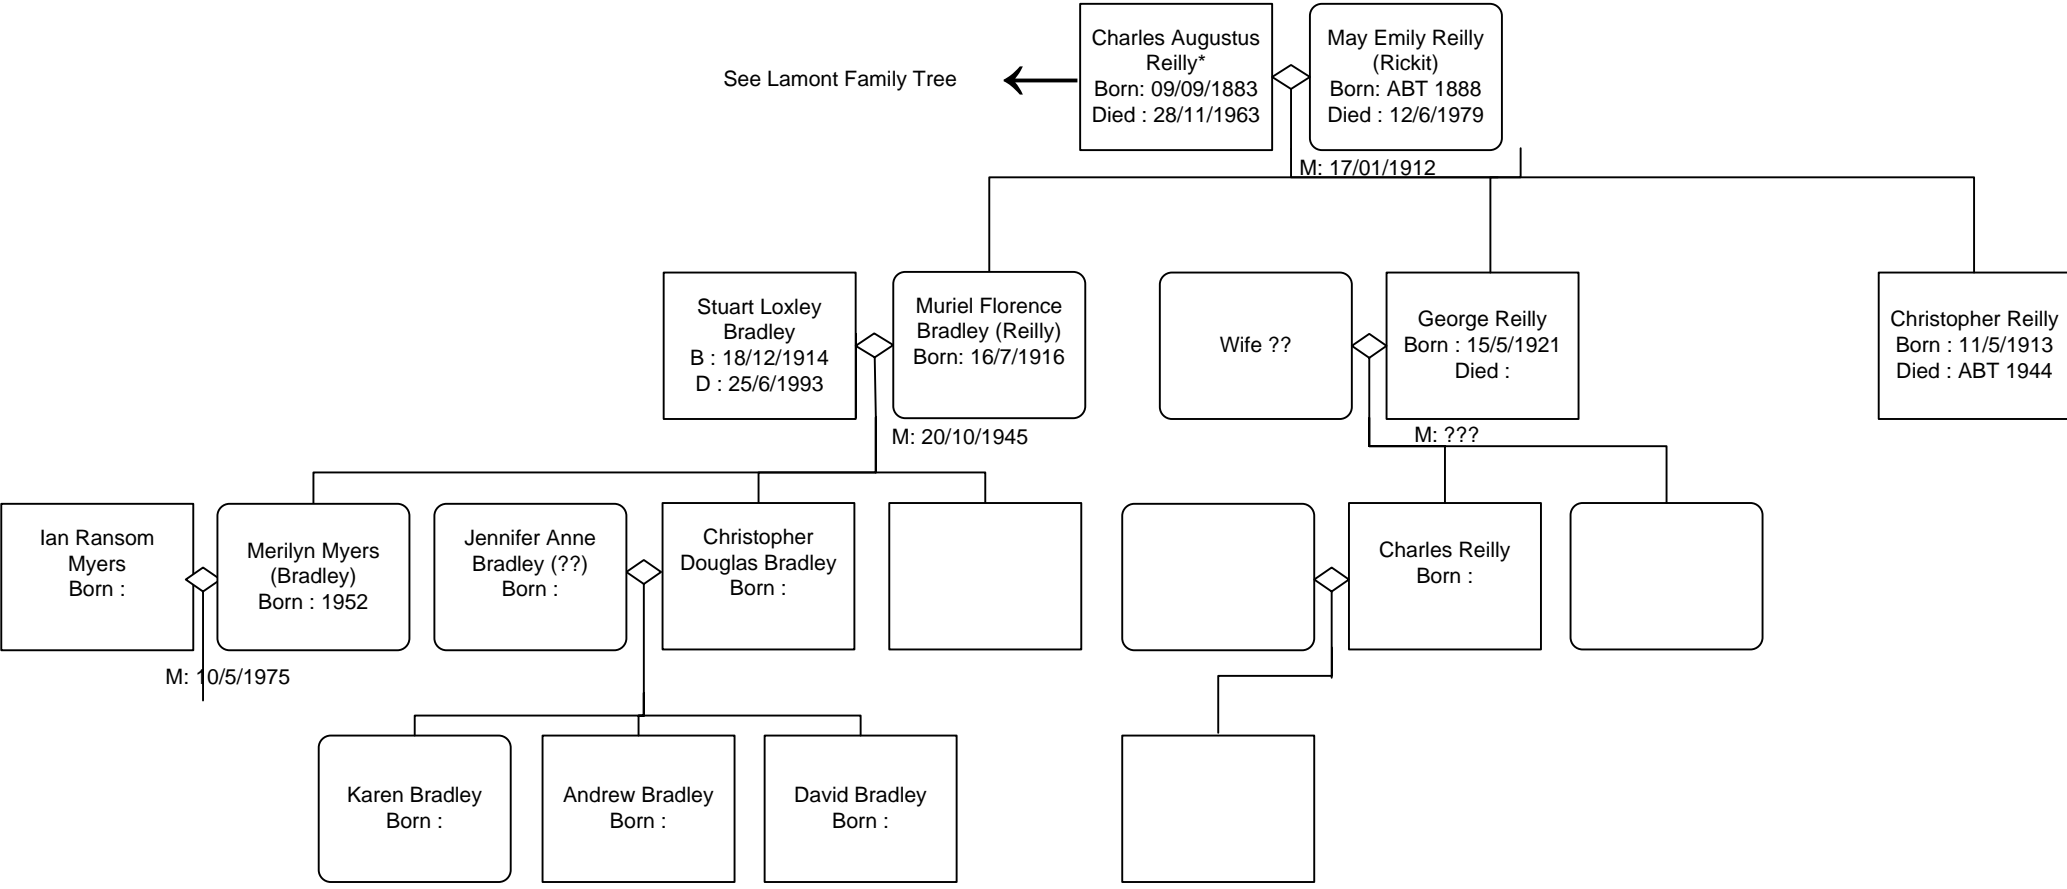 See Lamont Family Tree
Charles Augustus
Reilly*
Born: 09/09/1883
Died : 28/11/1963
May Emily Reilly
(Rickit)
Born: ABT 1888
Died : 12/6/1979
M: 17/01/1912
Stuart Loxley
Bradley
B : 18/12/1914
D : 25/6/1993
Muriel Florence
Bradley (Reilly)
Born: 16/7/1916
M: 20/10/1945
Wife ??
George Reilly
Born : 15/5/1921
Died :
M: ???
Christopher Reilly
Born : 11/5/1913
Died : ABT 1944
Ian Ransom
Myers
Born :
Merilyn Myers
(Bradley)
Born : 1952
M: 10/5/1975
Jennifer Anne
Bradley (??)
Born :
Christopher
Douglas Bradley
Born :
Charles Reilly
Born :
Karen Bradley
Born :
Andrew Bradley
Born :
David Bradley
Born :